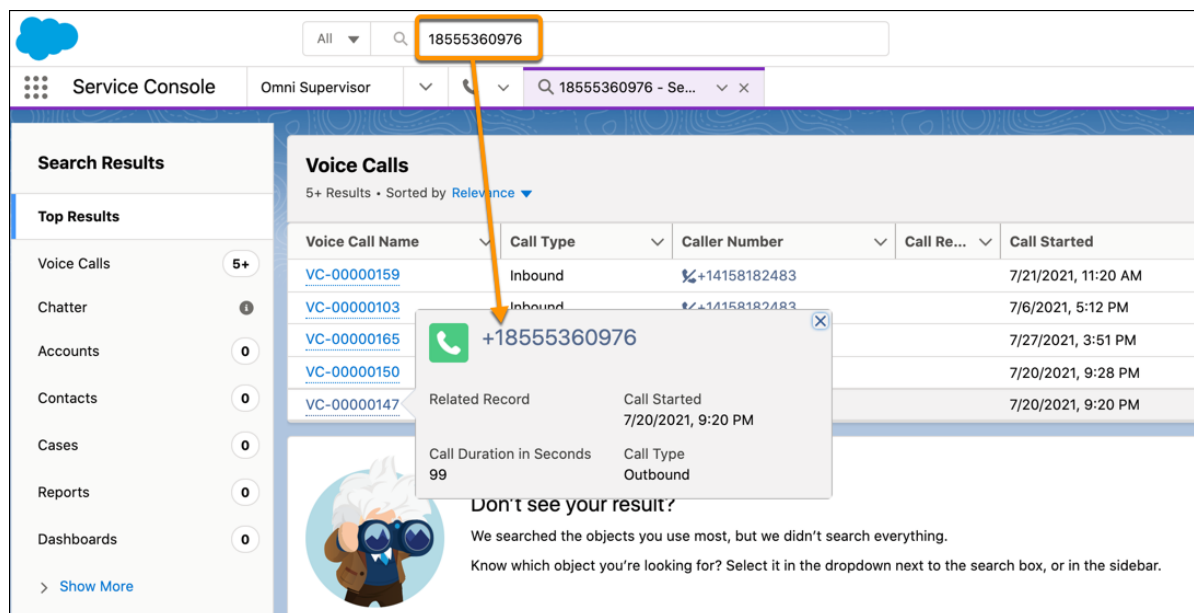 All
18555360976
Service Console
Omni Supervisor
18555360976 - Se...
Search Results
Top Results
Voice Calls 5+
Chatter
Accounts 0
Contacts 0
Cases 0
Reports 0
Dashboards 0
Show More
Voice Calls
5+ Results • Sorted by Relevance
Voice Call Name Call Type Caller Number Call Re... Call Started
VC-00000159 Inbound +14158182483 7/21/2021, 11:20 AM
VC-00000103 Inbound +14158182483 7/6/2021, 5:12 PM
VC-00000165 7/27/2021, 3:51 PM
VC-00000150 7/20/2021, 9:28 PM
VC-00000147 7/20/2021, 9:20 PM
+18555360976
Related Record Call Started
7/20/2021, 9:20 PM
Call Duration in Seconds Call Type
99 Outbound
Don't see your result?
We searched the objects you use most, but we didn't search everything.
Know which object you're looking for? Select it in the dropdown next to the search box, or in the sidebar.